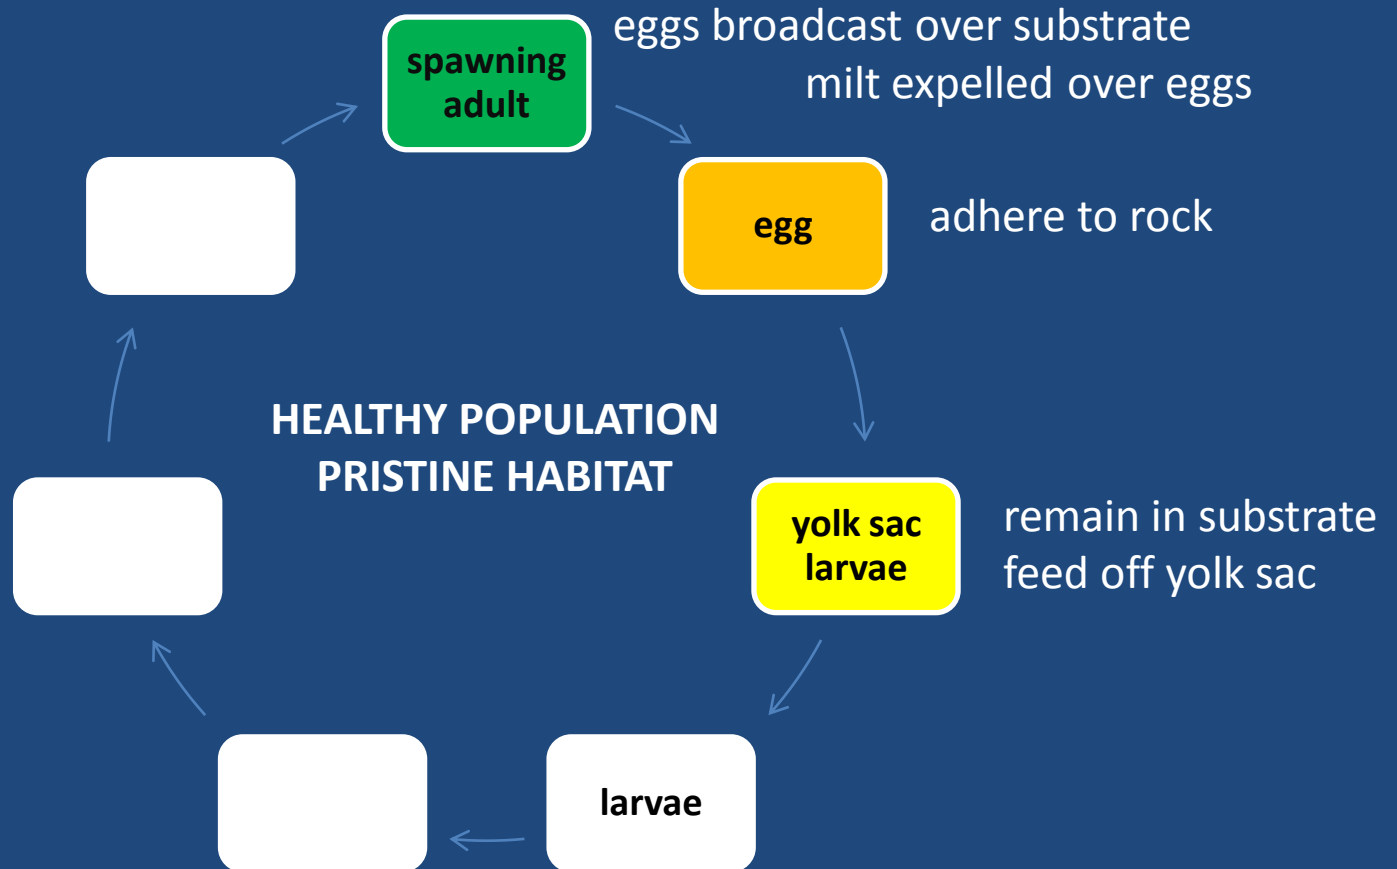 spawning
adult
eggs broadcast over substrate
milt expelled over eggs
egg
adhere to rock
HEALTHY POPULATION
PRISTINE HABITAT
yolk sac
larvae
remain in substrate
feed off yolk sac
larvae